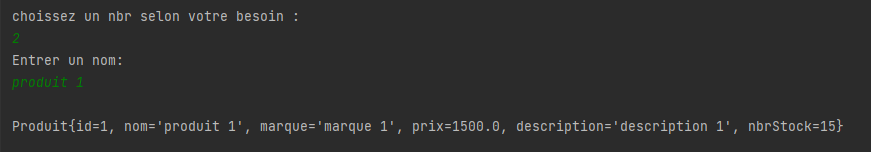 choissez un nbr selon votre besoin :
2
Entrer un nom:
produit 1
Produit{id=1, nom='produit 1', marque='marque 1', prix=1500.0, description='description 1', nbrStock=15}